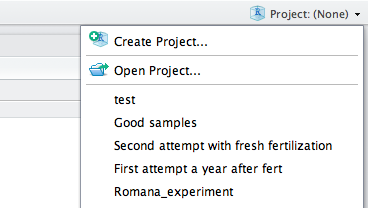 Project: (None)
Create Project...
Open Project...
test
Good samples
Second attempt with fresh fertilization
First attempt a year after fert
Romana_experiment